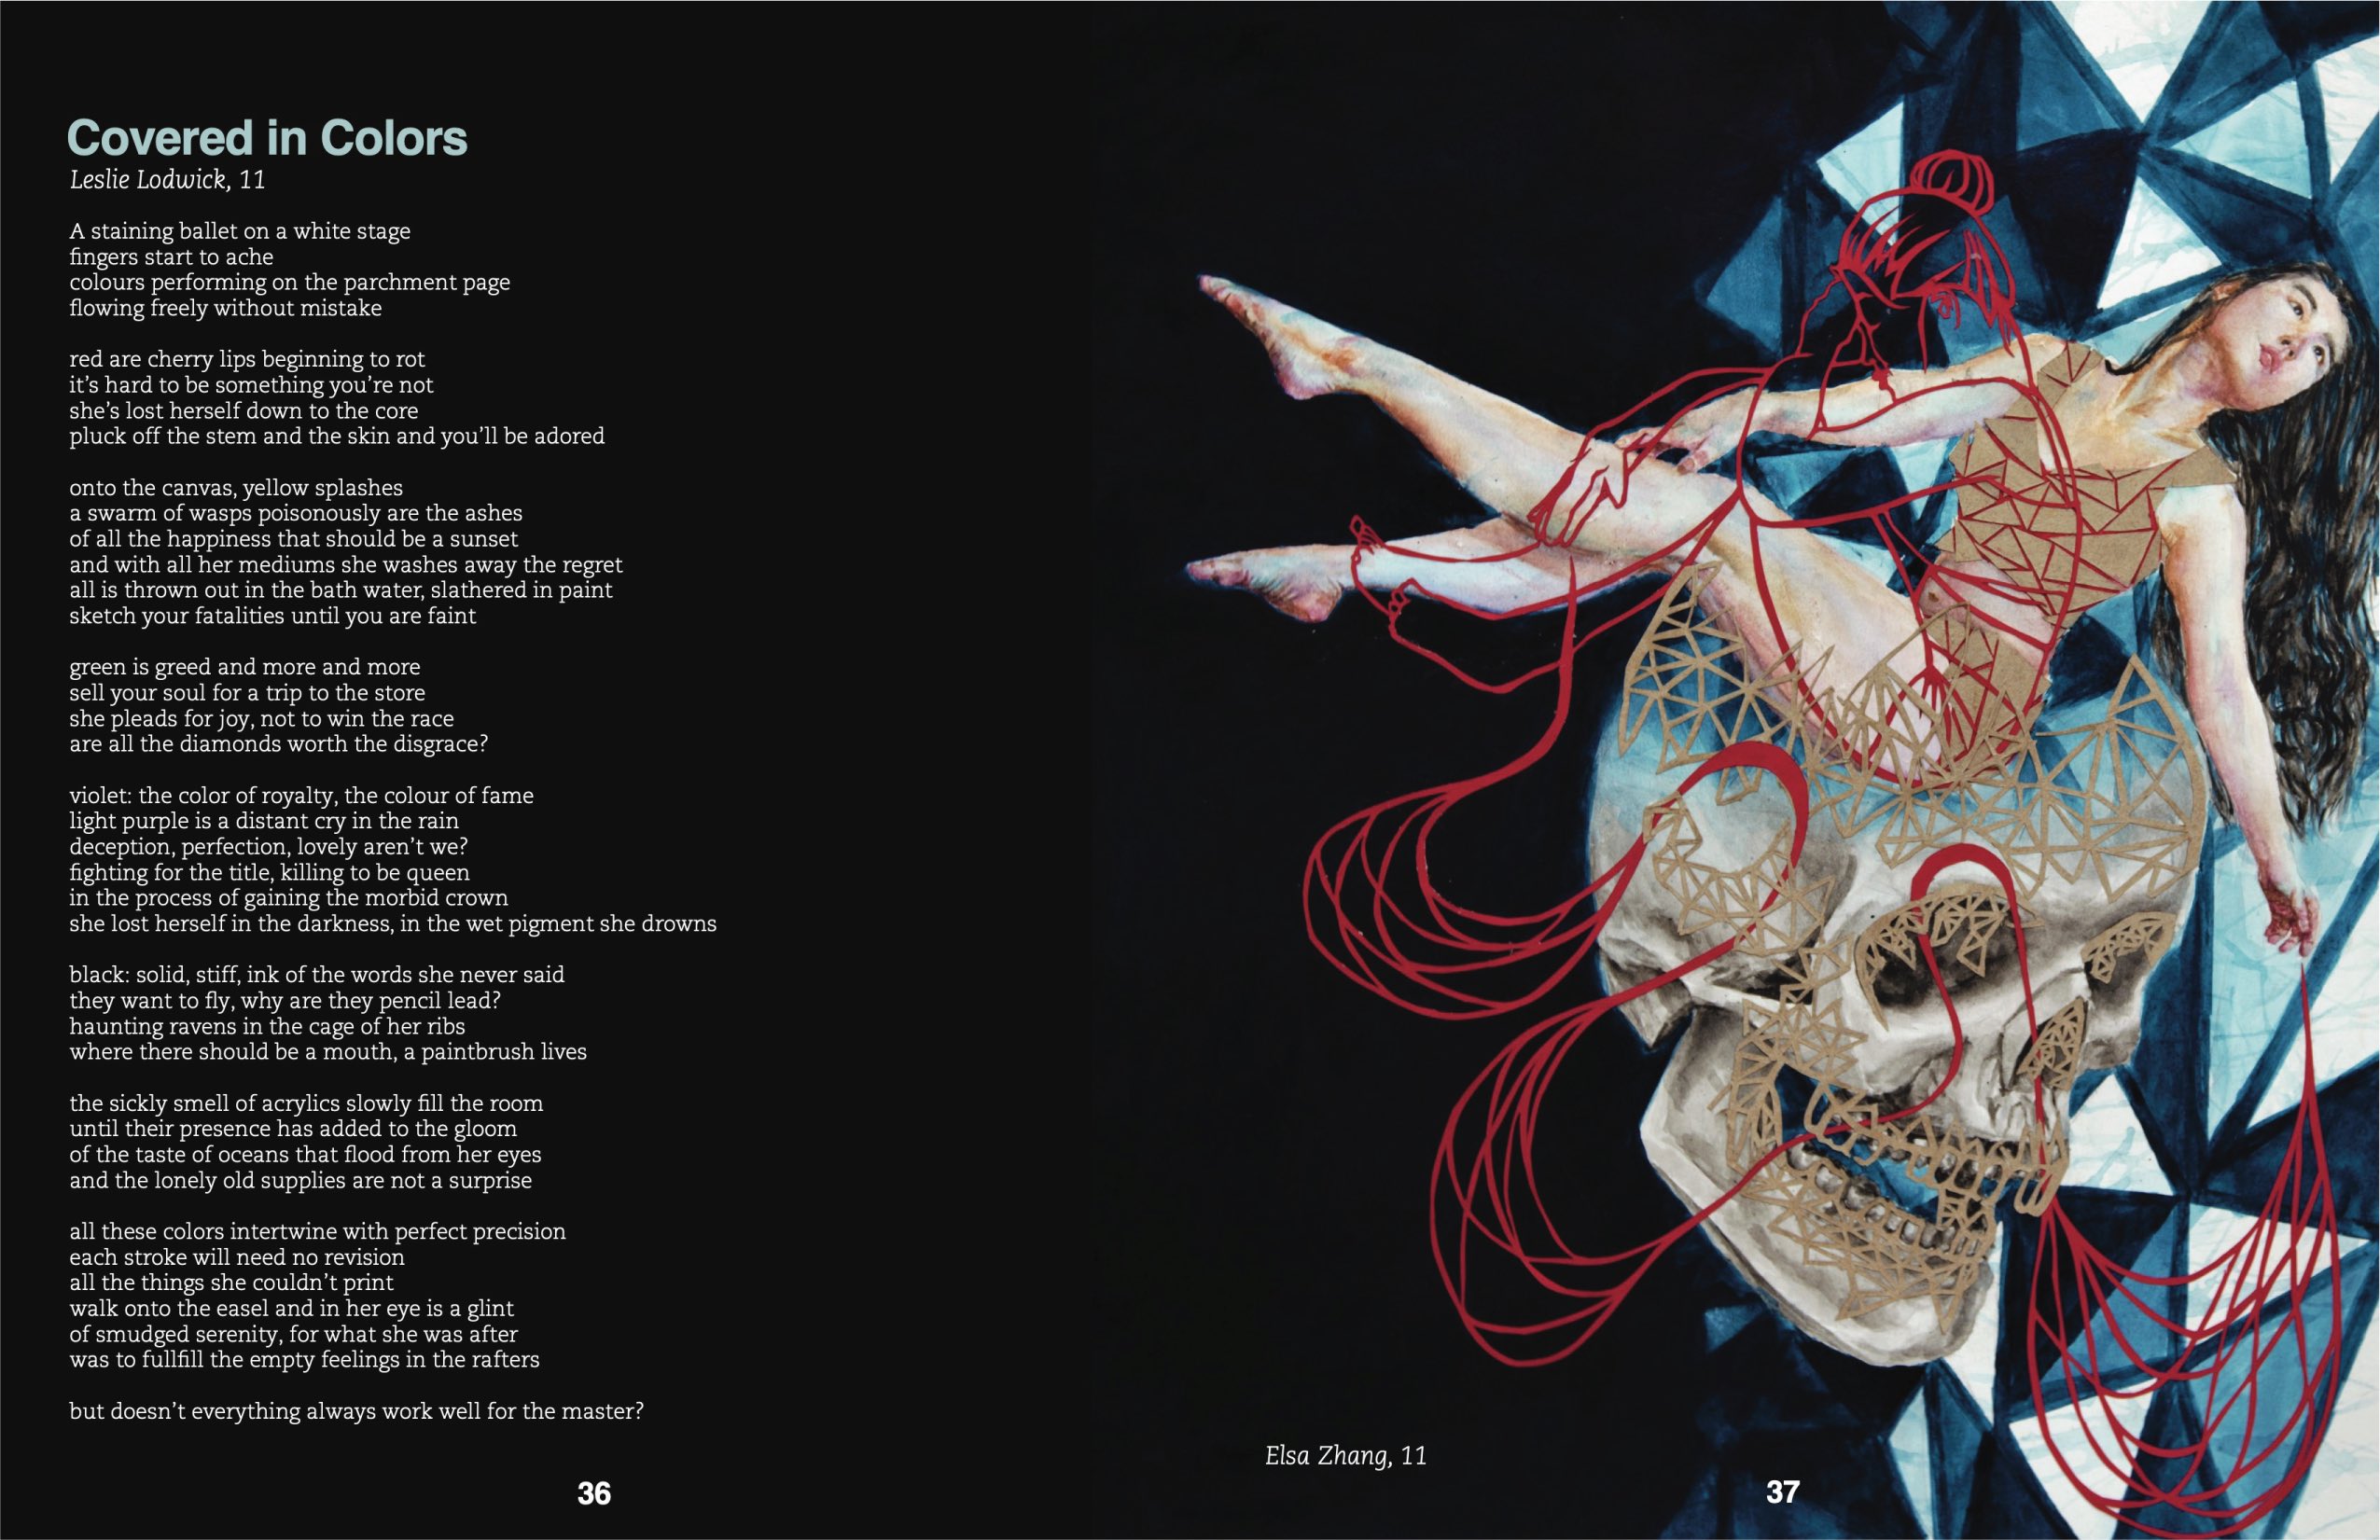 Covered in Colors
Leslie Lodwick, 11
A staining ballet on a white stage
fingers start to ache
colours performing on the parchment page
flowing freely without mistake
red are cherry lips beginning to rot
it's hard to be something you're not
she's lost herself down to the core
pluck off the stem and the skin and you'll be adored
onto the canvas, yellow splashes
a swarm of wasps poisonously are the ashes
of all the happiness that should be a sunset
and with all her mediums she washes away the regret
all is thrown out in the bath water, slathered in paint
sketch your fatalities until you are faint
green is greed and more and more
sell your soul for a trip to the store
she pleads for joy, not to win the race
are all the diamonds worth the disgrace?
violet: the color of royalty, the colour of fame
light purple is a distant cry in the rain
deception, perfection, lovely aren't we?
fighting for the title, killing to be queen
in the process of gaining the morbid crown
she lost herself in the darkness, in the wet pigment she drowns
black: solid, stiff, ink of the words she never said
they want to fly, why are they pencil lead?
haunting ravens in the cage of her ribs
where there should be a mouth, a paintbrush lives
the sickly smell of acrylics slowly fill the room
until their presence has added to the gloom
of the taste of oceans that flood from her eyes
and the lonely old supplies are not a surprise
all these colors intertwine with perfect precision
each stroke will need no revision
all the things she couldn't print
walk onto the easel and in her eye is a glint
of smudged serenity, for what she was after
was to fullfill the empty feelings in the rafters
but doesn't everything always work well for the master?
36
Elsa Zhang, 11
37